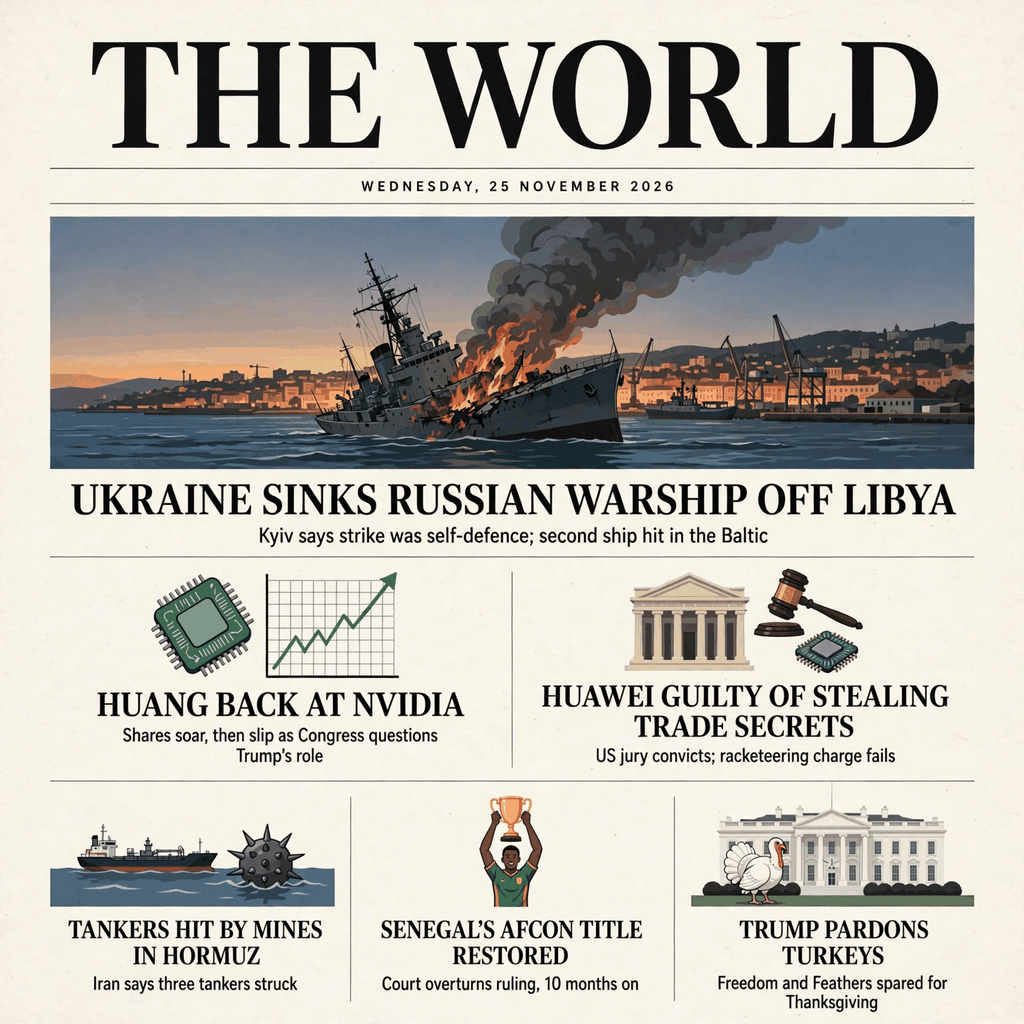 THE WORLD
WEDNESDAY, 25 NOVEMBER 2026
UKRAINE SINKS RUSSIAN WARSHIP OFF LIBYA
Kyiv says strike was self-defence; second ship hit in the Baltic
HUANG BACK AT NVIDIA
Shares soar, then slip as Congress questions
Trump's role
HUAWEI GUILTY OF STEALING
TRADE SECRETS
US jury convicts; racketeering charge fails
TANKERS HIT BY MINES
IN HORMUZ
Iran says three tankers struck
SENEGAL'S AFCON TITLE
RESTORED
Court overturns ruling, 10 months on
TRUMP PARDONS
TURKEYS
Freedom and Feathers spared for
Thanksgiving